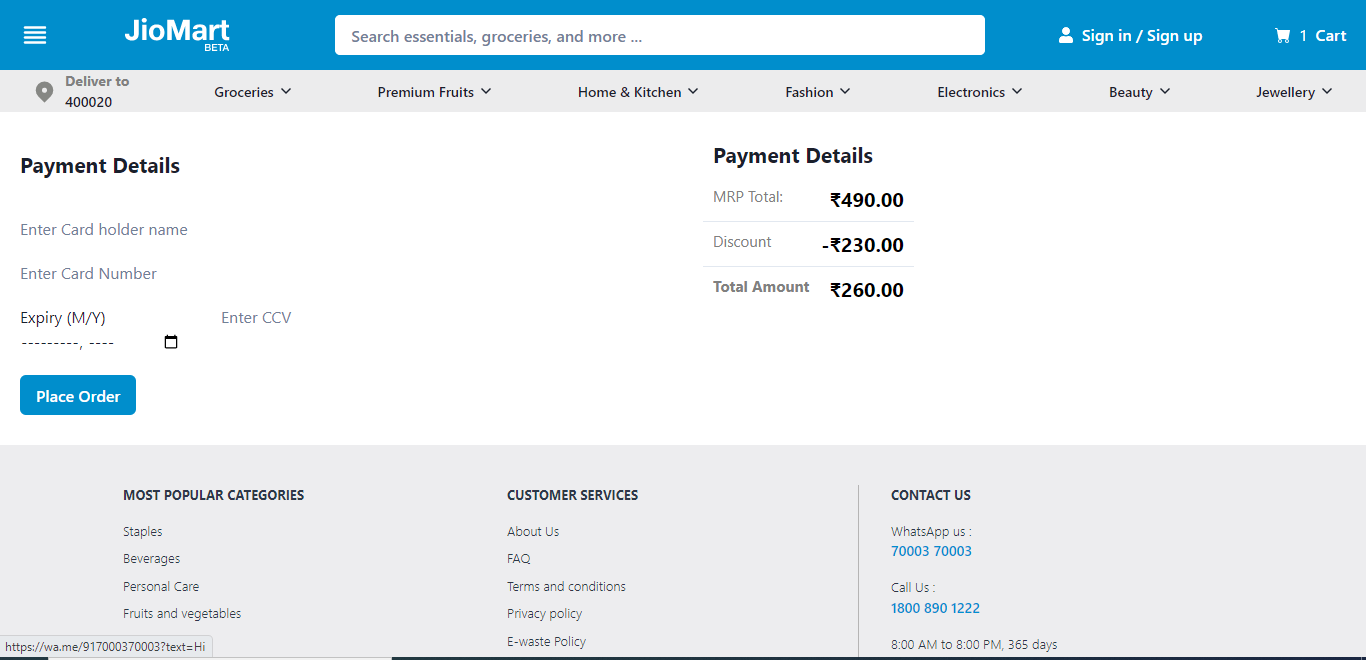 JioMart
BETA
Search essentials, groceries, and more ...
Sign in / Sign up
1 Cart
Deliver to
400020
Groceries
Premium Fruits
Home & Kitchen
Fashion
Electronics
Beauty
Jewellery
Payment Details
Enter Card holder name
Enter Card Number
Expiry (M/Y)
Enter CCV
---------, ----
Place Order
Payment Details
MRP Total: ₹490.00
Discount -₹230.00
Total Amount ₹260.00
MOST POPULAR CATEGORIES
Staples
Beverages
Personal Care
Fruits and vegetables
CUSTOMER SERVICES
About Us
FAQ
Terms and conditions
Privacy policy
E-waste Policy
CONTACT US
WhatsApp us :
70003 70003
Call Us :
1800 890 1222
8:00 AM to 8:00 PM, 365 days
https://wa.me/917000370003?text=Hi